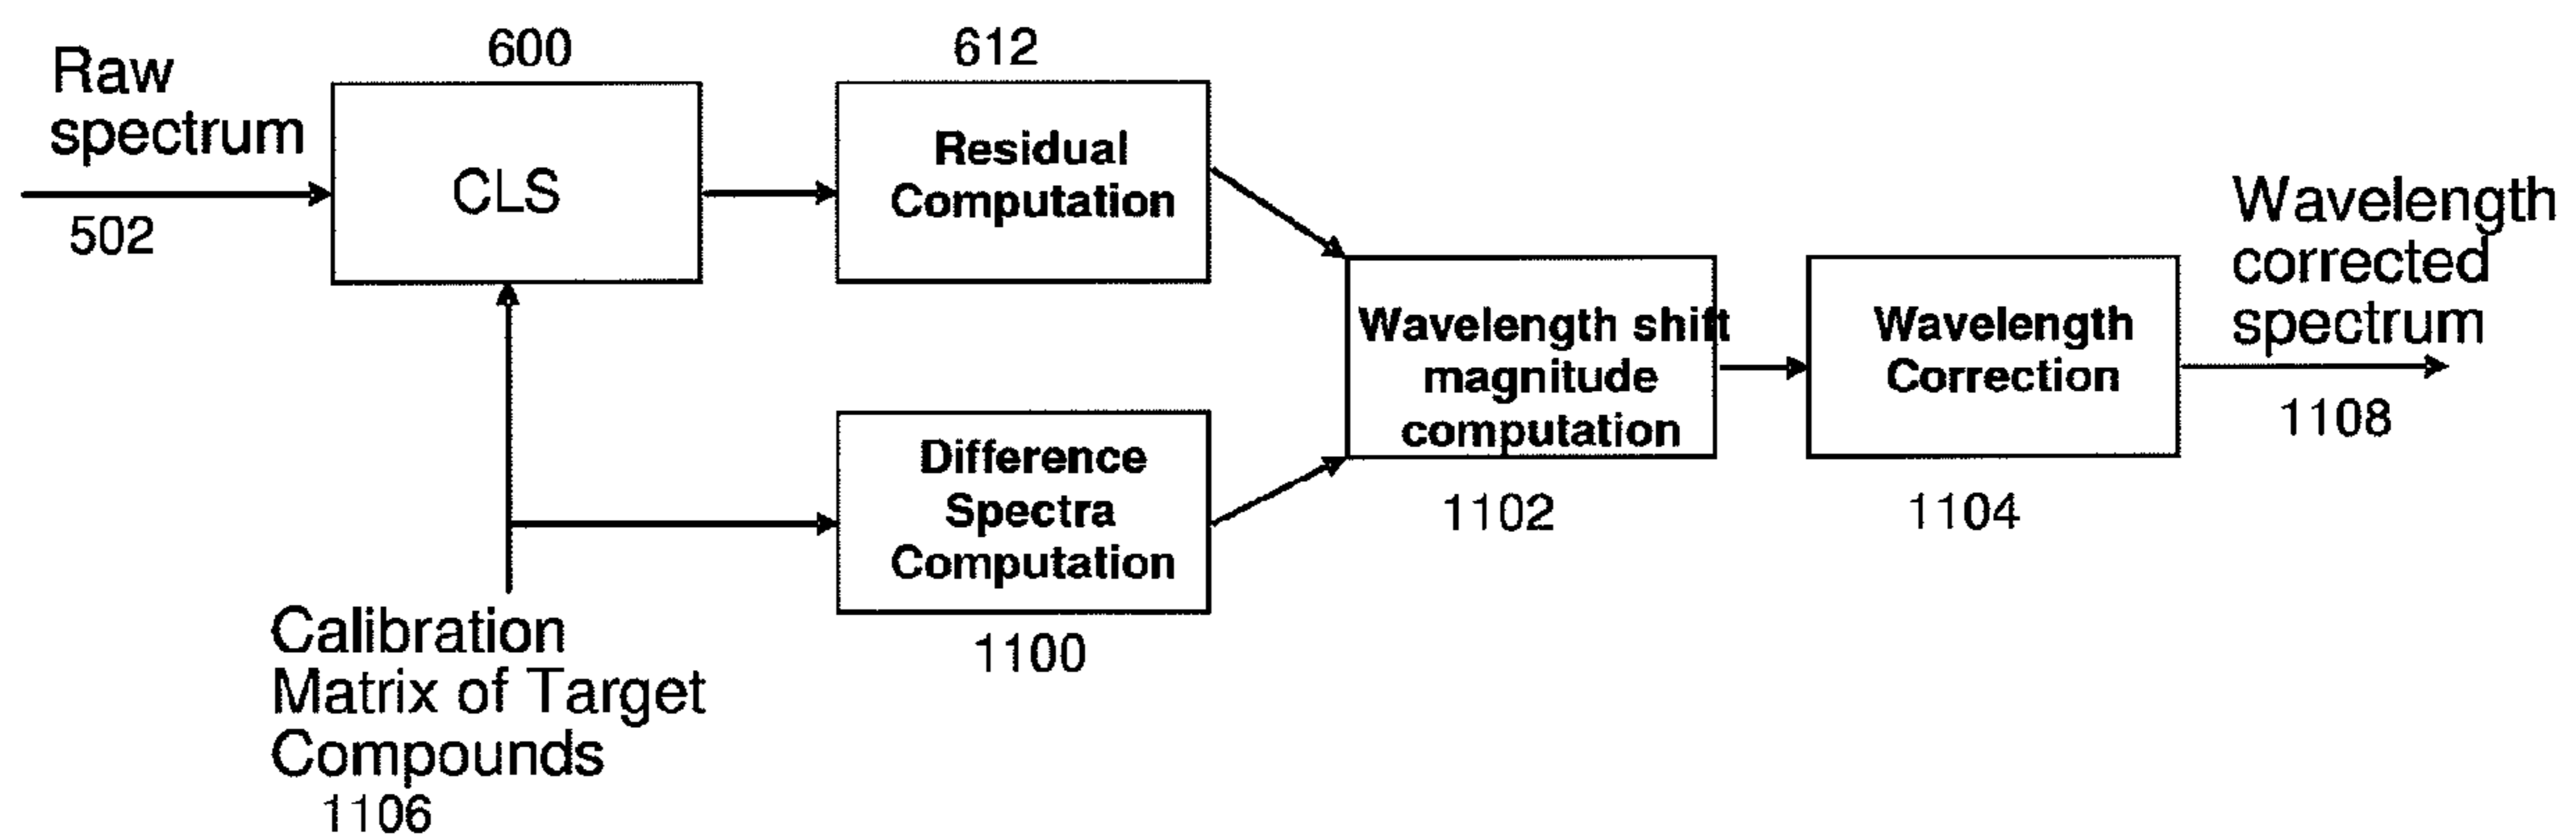 Raw
spectrum
502
600
CLS
612
Residual
Computation
Calibration
Matrix of Target
Compounds
1106
Difference
Spectra
Computation
1100
Wavelength shift
magnitude
computation
1102
Wavelength
Correction
1104
Wavelength
corrected
spectrum
1108